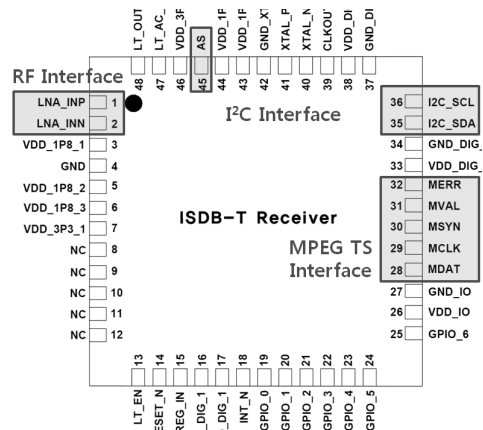 LT_OUT
LT_AC_
VDD_3P
AS
VDD_1P
VDD_1P
GND_XT
XTAL_P
XTAL_N
CLKOU
VDD_DI
GND_DI
48 47 46 45 44 43 42 41 40 39 38 37
RF Interface
LNA_INP 1
LNA_INN 2
VDD_1P8_1 3
GND 4
VDD_1P8_2 5
VDD_1P8_3 6
VDD_3P3_1 7
NC 8
NC 9
NC 10
NC 11
NC 12
I²C Interface
ISDB-T Receiver
MPEG TS
Interface
36 I2C_SCL
35 I2C_SDA
34 GND_DIG_
33 VDD_DIG_
32 MERR
31 MVAL
30 MSYN
29 MCLK
28 MDAT
27 GND_IO
26 VDD_IO
25 GPIO_6
13 14 15 16 17 18 19 20 21 22 23 24
LT_EN
ESET_N
REG_IN
_DIG_1
_DIG_1
INT_N
GPIO_0
GPIO_1
GPIO_2
GPIO_3
GPIO_4
GPIO_5